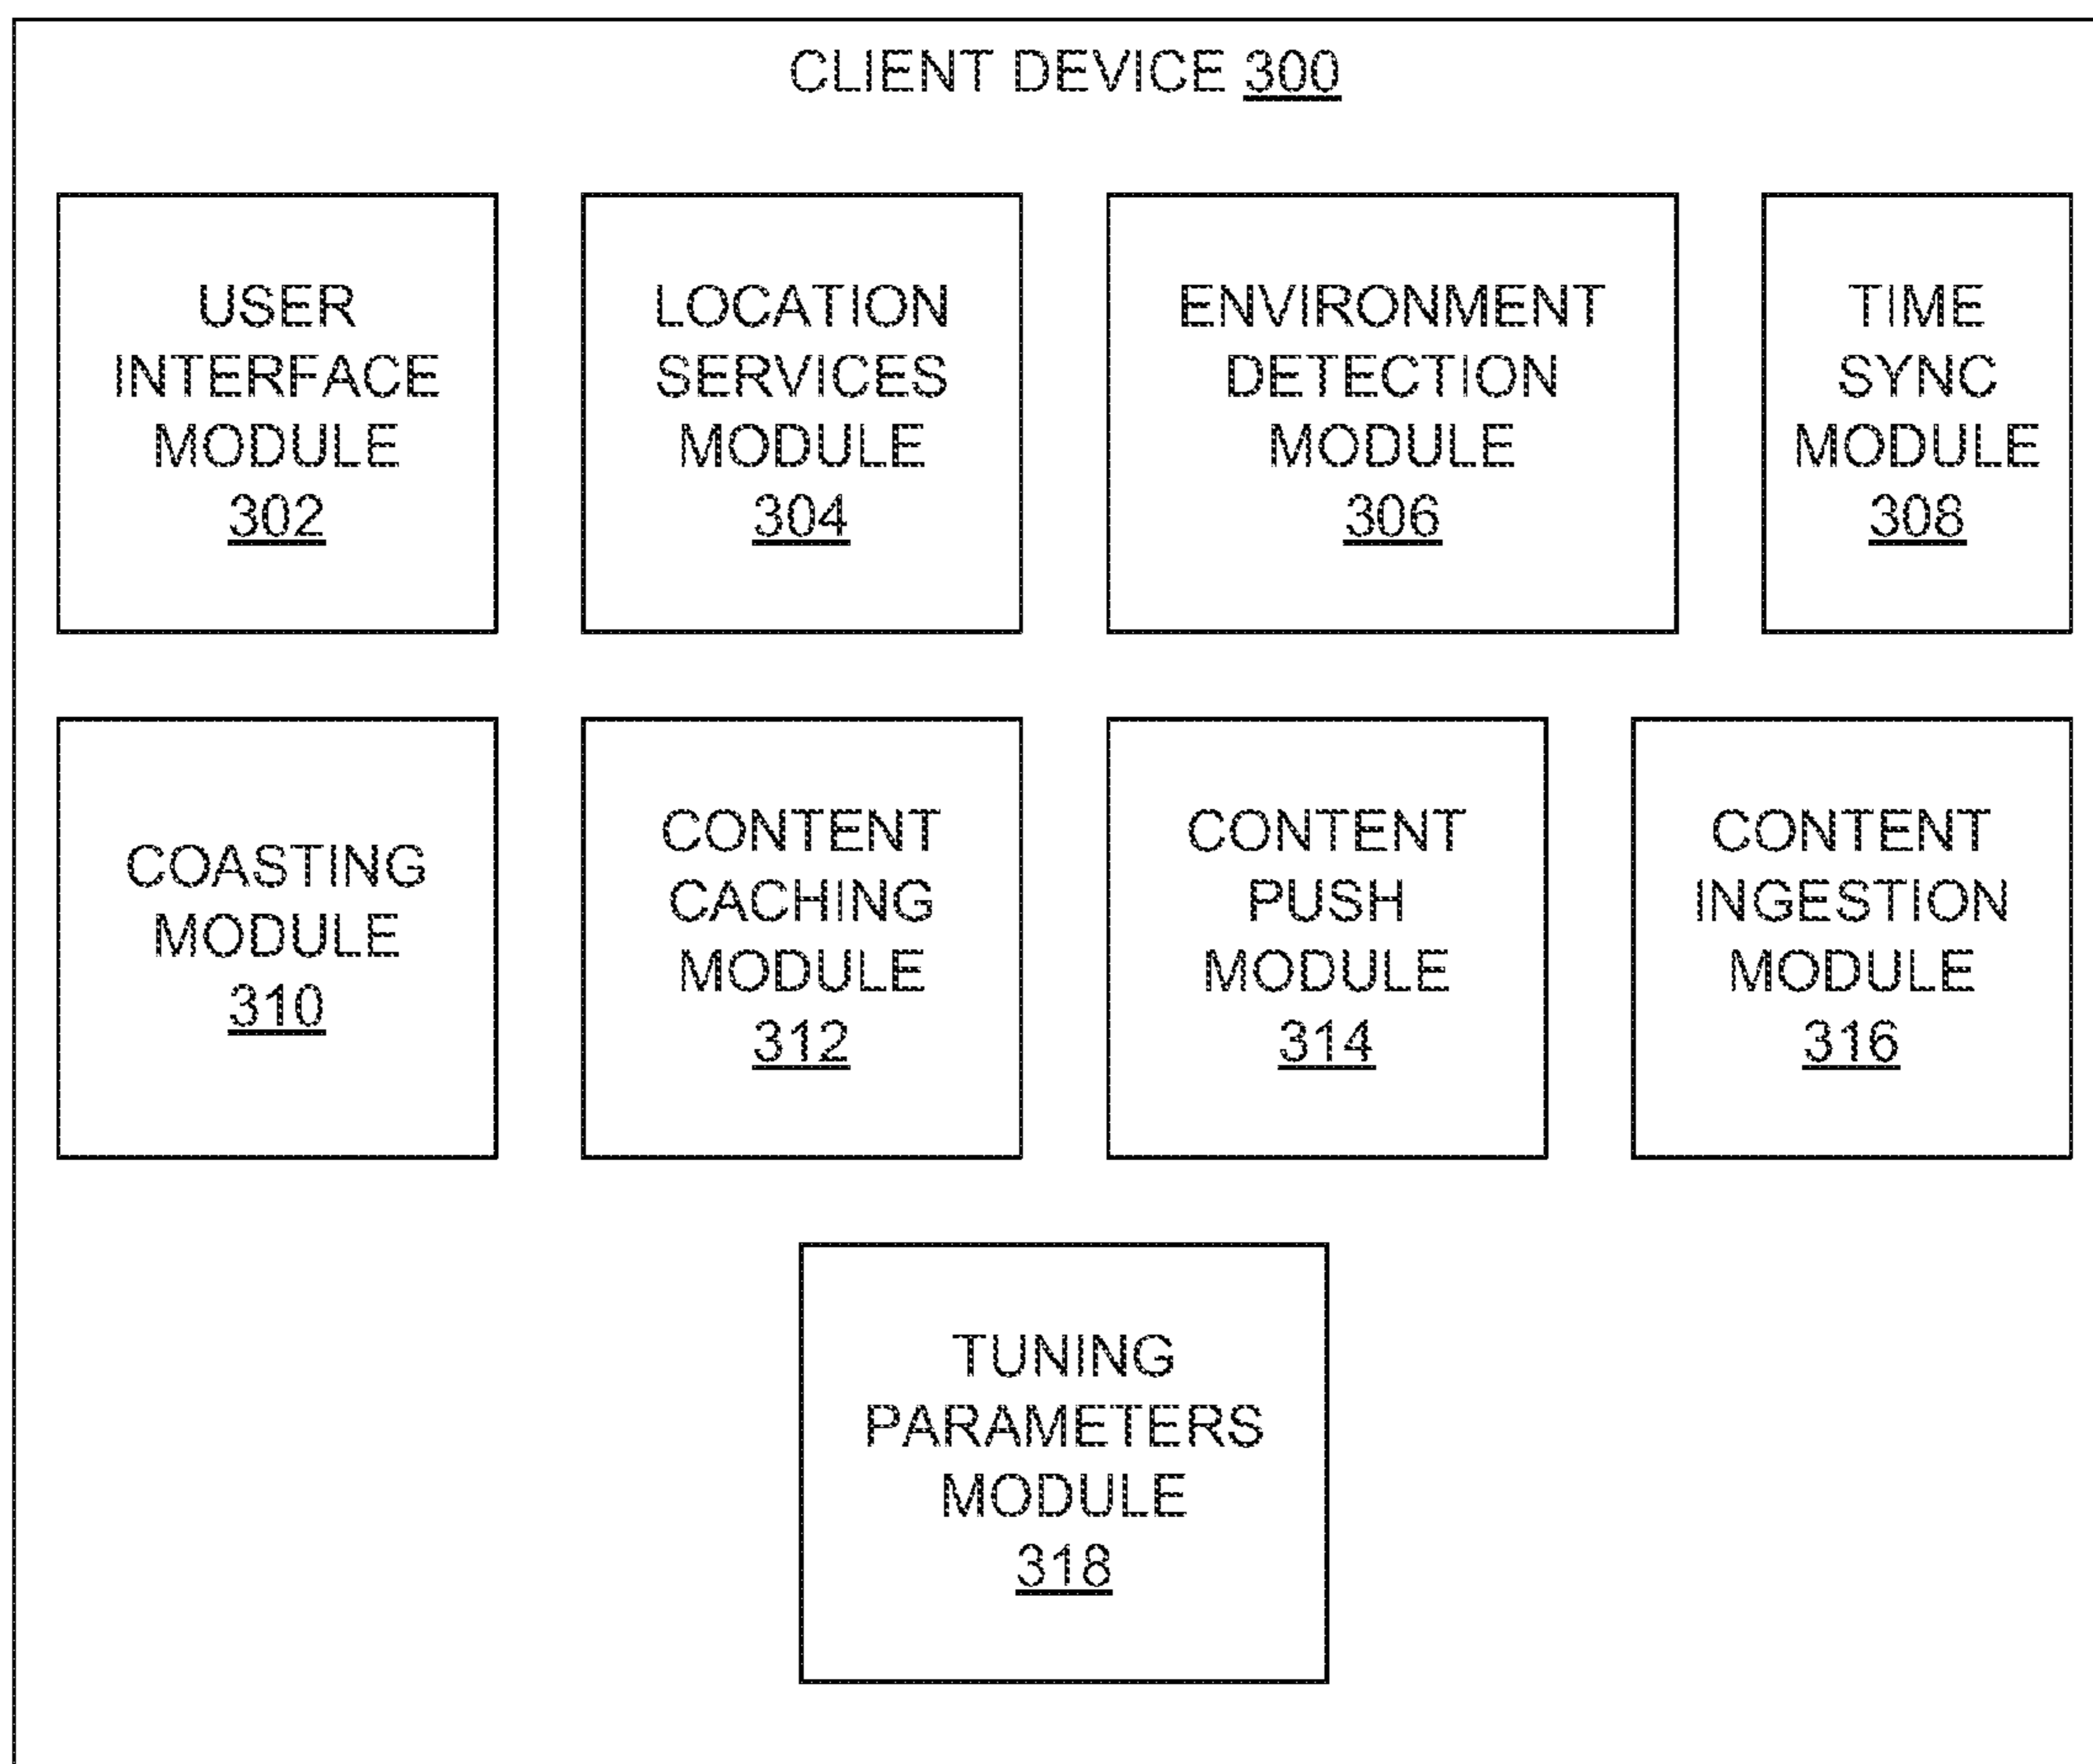 CLIENT DEVICE 300
USER
INTERFACE
MODULE
302
LOCATION
SERVICES
MODULE
304
ENVIRONMENT
DETECTION
MODULE
306
TIME
SYNC
MODULE
308
COASTING
MODULE
310
CONTENT
CACHING
MODULE
312
CONTENT
PUSH
MODULE
314
CONTENT
INGESTION
MODULE
316
TUNING
PARAMETERS
MODULE
318